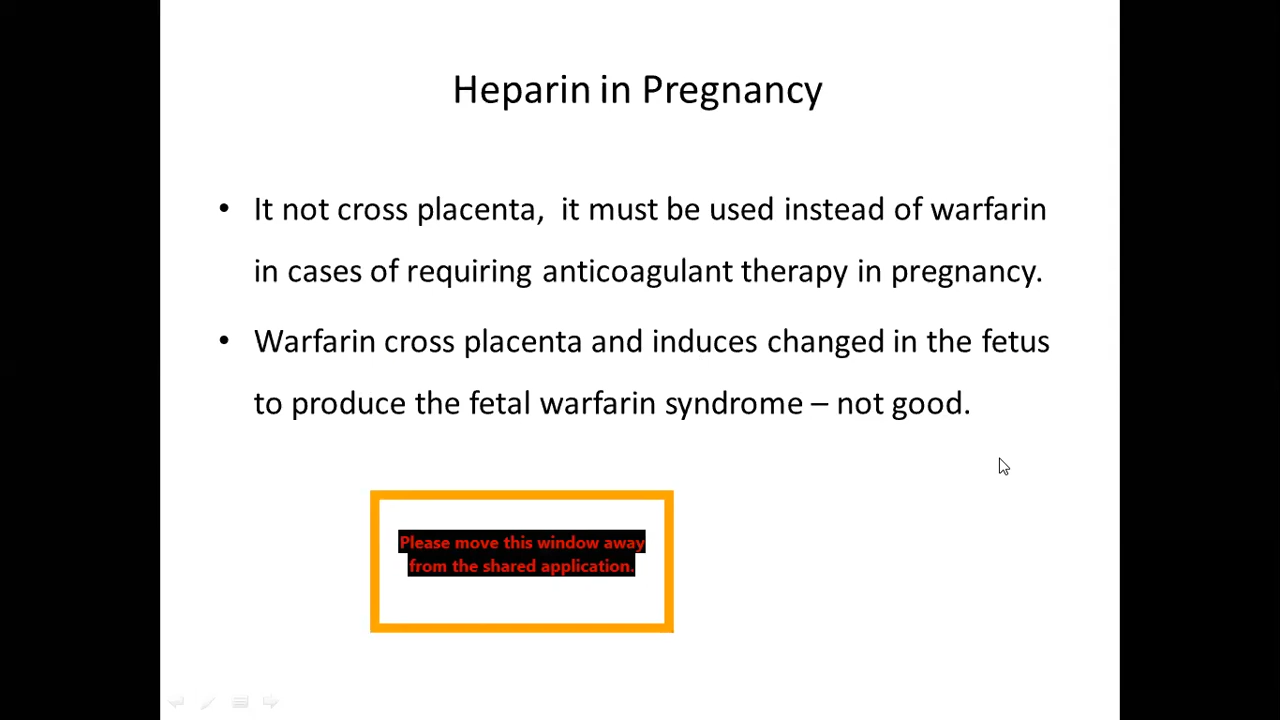 Heparin in Pregnancy
• It not cross placenta, it must be used instead of warfarin
in cases of requiring anticoagulant therapy in pregnancy.
• Warfarin cross placenta and induces changed in the fetus
to produce the fetal warfarin syndrome – not good.
Please move this window away
from the shared application.